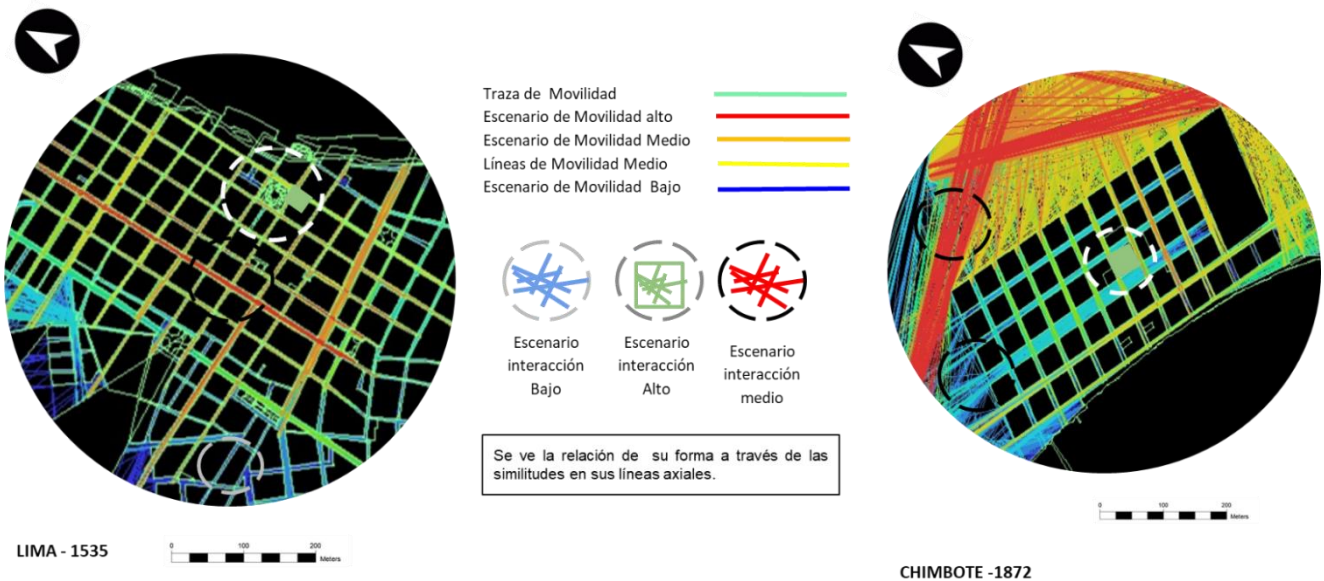 Traza de Movilidad
Escenario de Movilidad alto
Escenario de Movilidad Medio
Líneas de Movilidad Medio
Escenario de Movilidad Bajo
Escenario
interacción
Bajo
Escenario
interacción
Alto
Escenario
interacción
medio
Se ve la relación de su forma a través de las
similitudes en sus líneas axiales.
LIMA - 1535
0 100 200
Meters
0 100 200
Meters
CHIMBOTE -1872